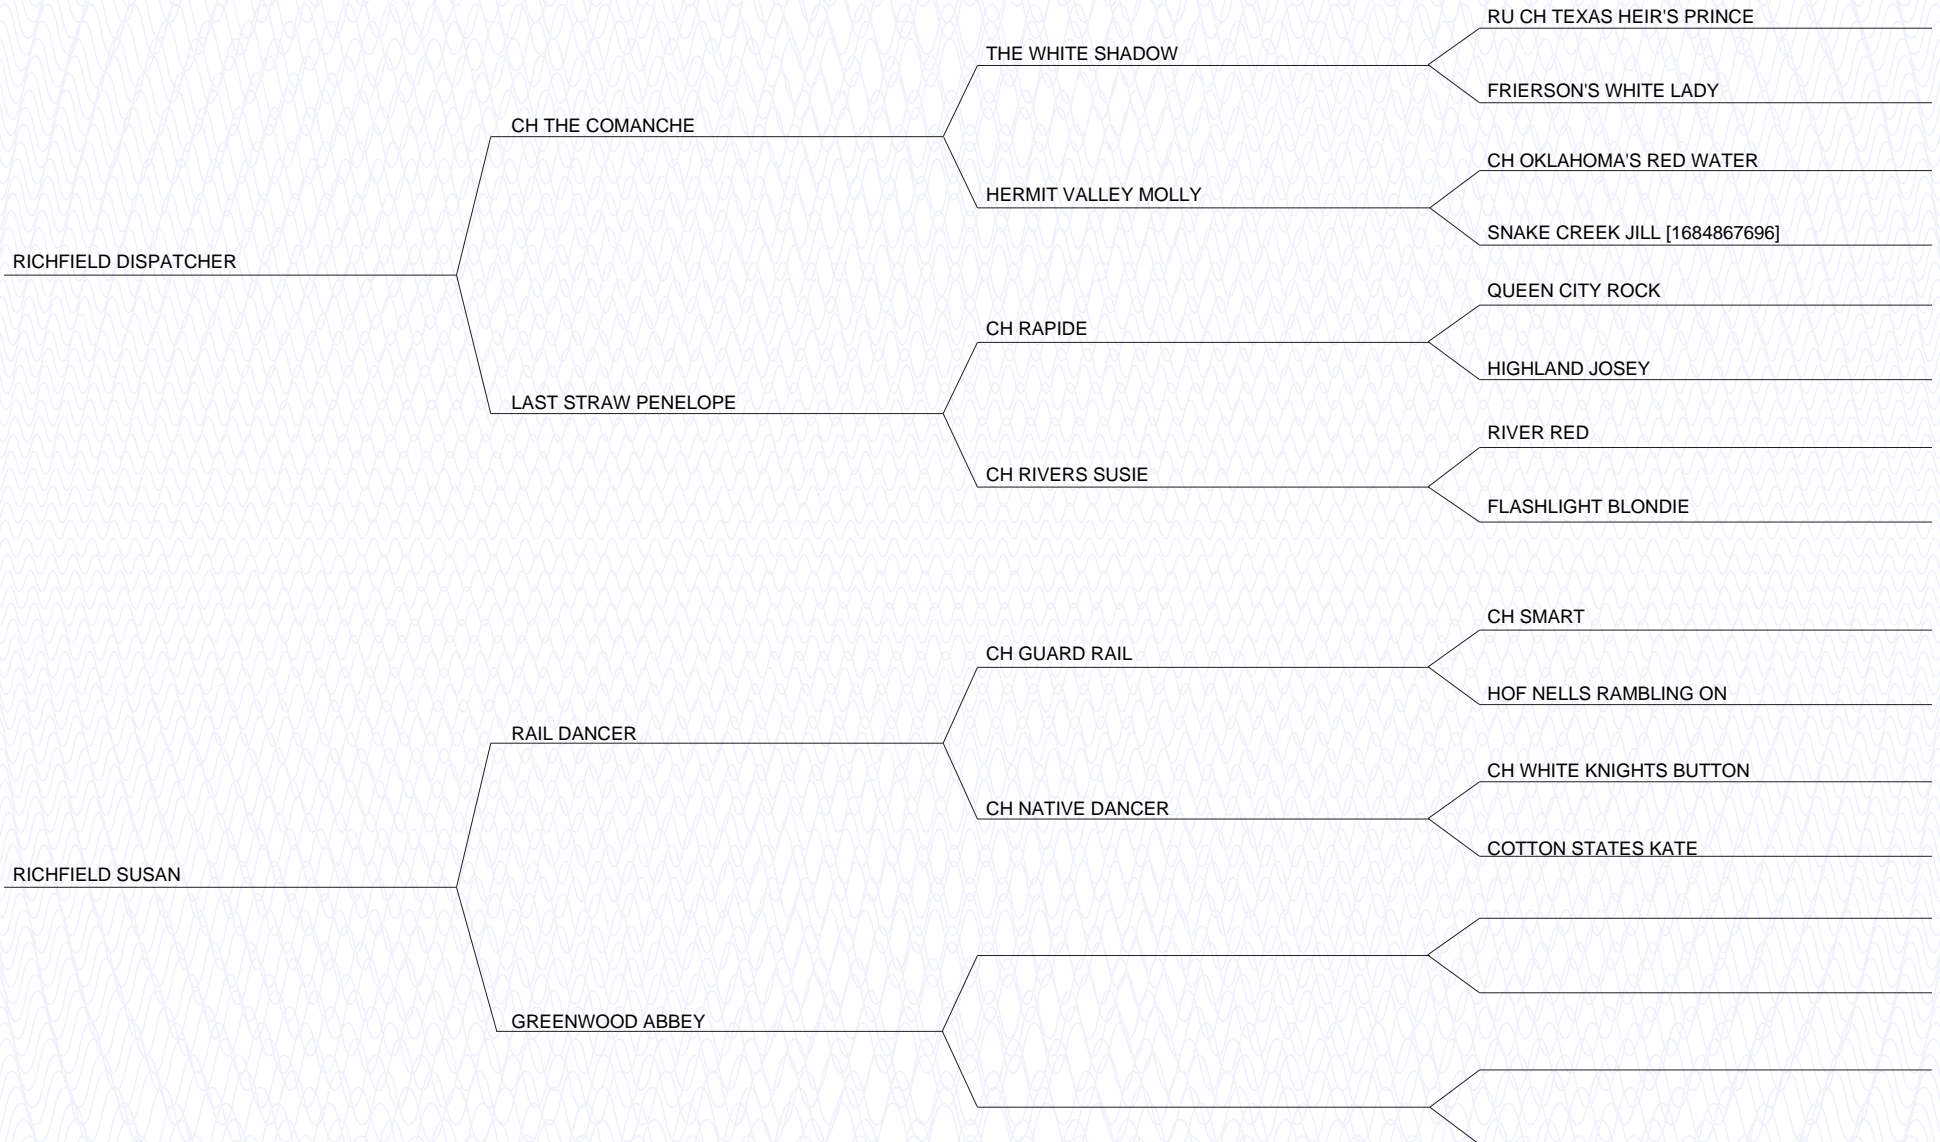 RU CH TEXAS HEIR'S PRINCE
THE WHITE SHADOW
FRIERSON'S WHITE LADY
CH THE COMANCHE
CH OKLAHOMA'S RED WATER
HERMIT VALLEY MOLLY
SNAKE CREEK JILL [1684867696]
RICHFIELD DISPATCHER
QUEEN CITY ROCK
CH RAPIDE
HIGHLAND JOSEY
LAST STRAW PENELOPE
RIVER RED
CH RIVERS SUSIE
FLASHLIGHT BLONDIE
CH SMART
CH GUARD RAIL
HOF NELLS RAMBLING ON
RAIL DANCER
CH WHITE KNIGHTS BUTTON
CH NATIVE DANCER
COTTON STATES KATE
RICHFIELD SUSAN
GREENWOOD ABBEY